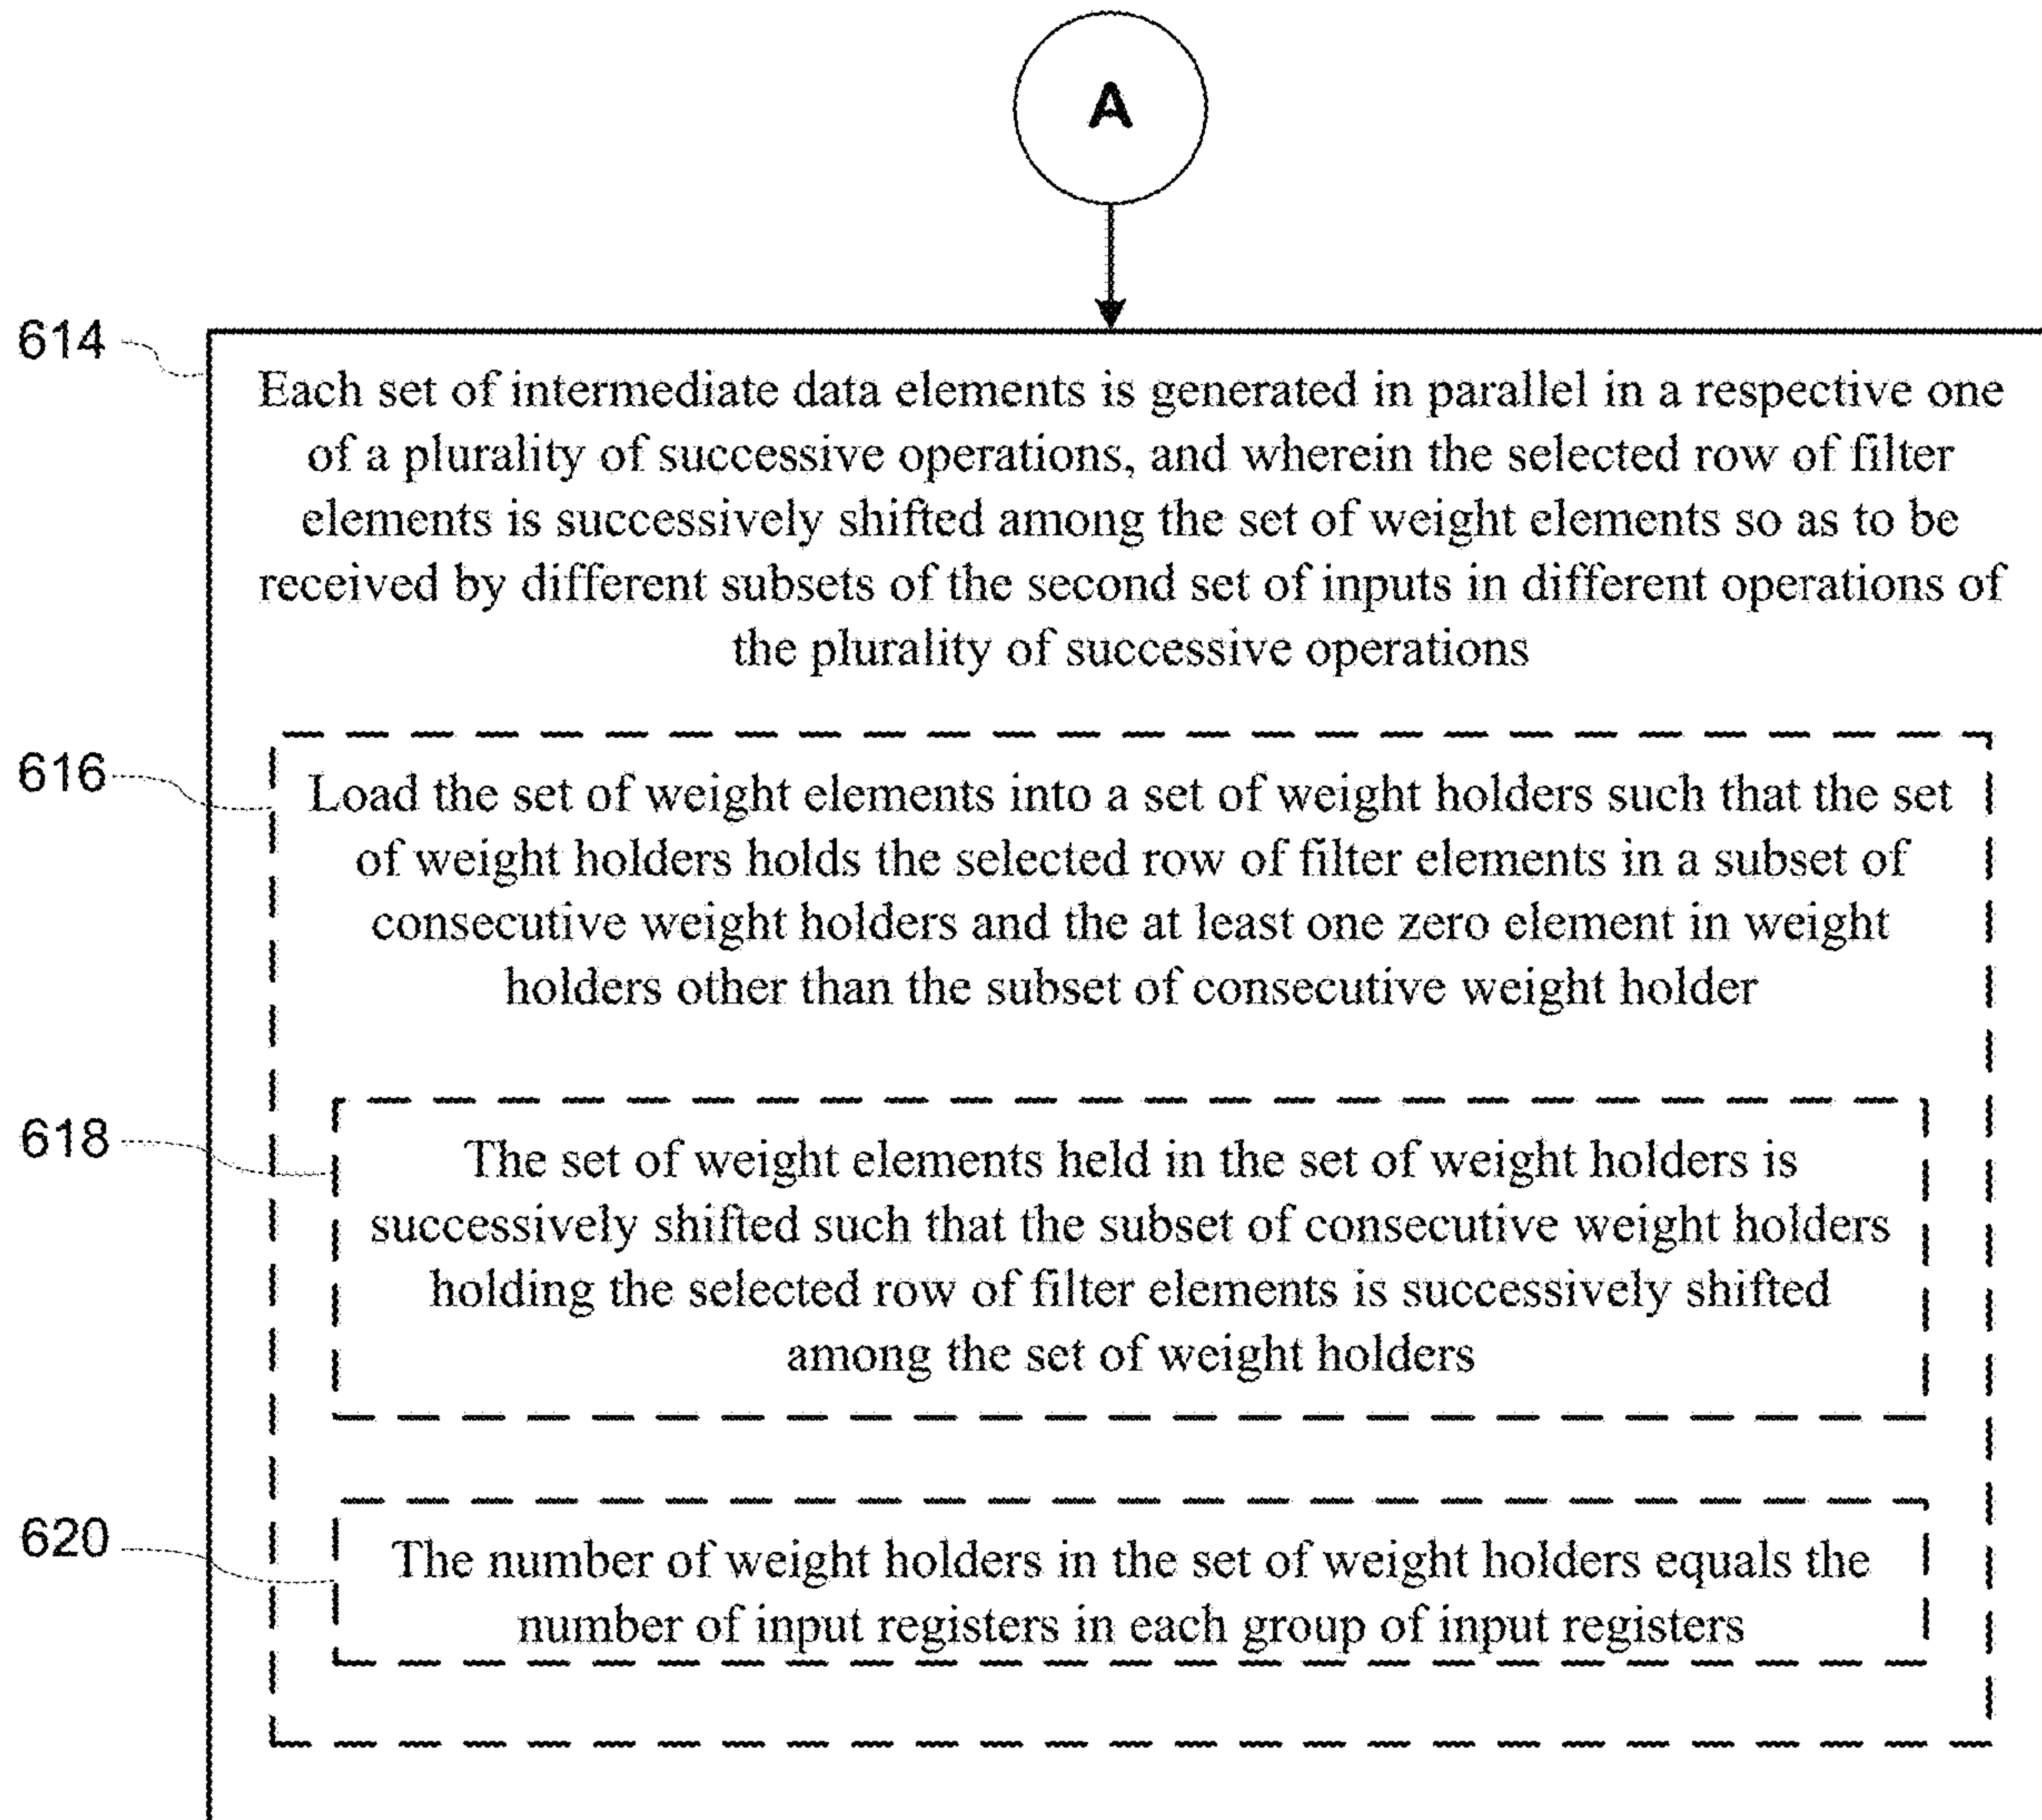 A
614
Each set of intermediate data elements is generated in parallel in a respective one
of a plurality of successive operations, and wherein the selected row of filter
elements is successively shifted among the set of weight elements so as to be
received by different subsets of the second set of inputs in different operations of
the plurality of successive operations
616
Load the set of weight elements into a set of weight holders such that the set
of weight holders holds the selected row of filter elements in a subset of
consecutive weight holders and the at least one zero element in weight
holders other than the subset of consecutive weight holder
618
The set of weight elements held in the set of weight holders is
successively shifted such that the subset of consecutive weight holders
holding the selected row of filter elements is successively shifted
among the set of weight holders
620
The number of weight holders in the set of weight holders equals the
number of input registers in each group of input registers